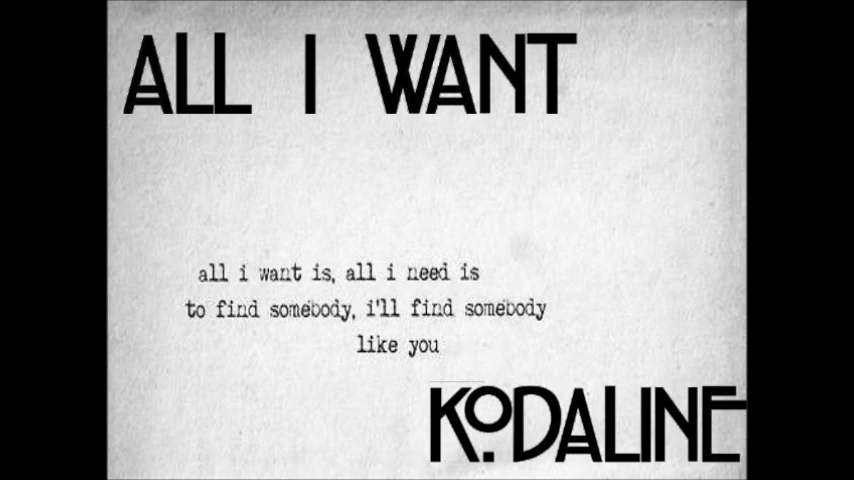 ALL I WANT
all i want is, all i need is
to find somebody, i'll find somebody
like you
KODALINE